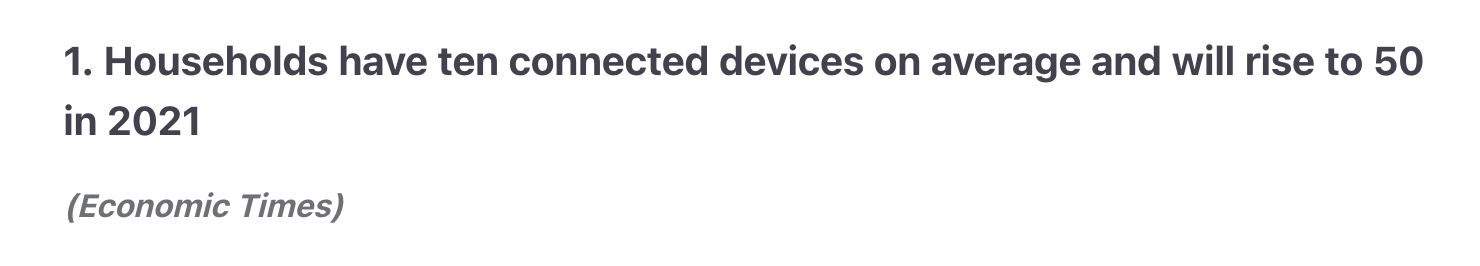 1. Households have ten connected devices on average and will rise to 50
in 2021
(Economic Times)